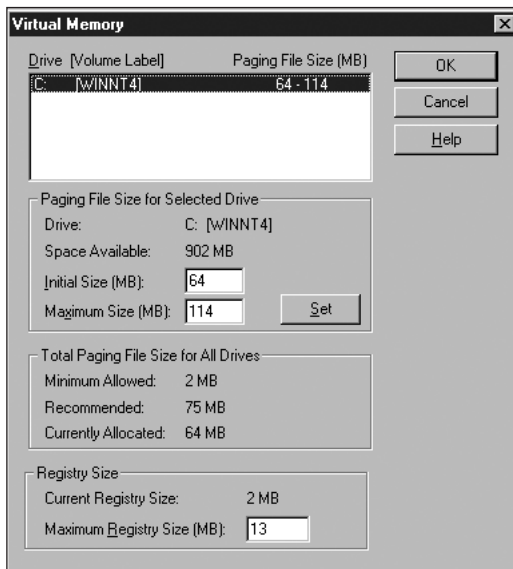 Virtual Memory
Drive [Volume Label] Paging File Size (MB)
C: [WINNT4] 64 - 114
OK
Cancel
Help
Paging File Size for Selected Drive
Drive: C: [WINNT4]
Space Available: 902 MB
Initial Size (MB): 64
Maximum Size (MB): 114
Set
Total Paging File Size for All Drives
Minimum Allowed: 2 MB
Recommended: 75 MB
Currently Allocated: 64 MB
Registry Size
Current Registry Size: 2 MB
Maximum Registry Size (MB): 13